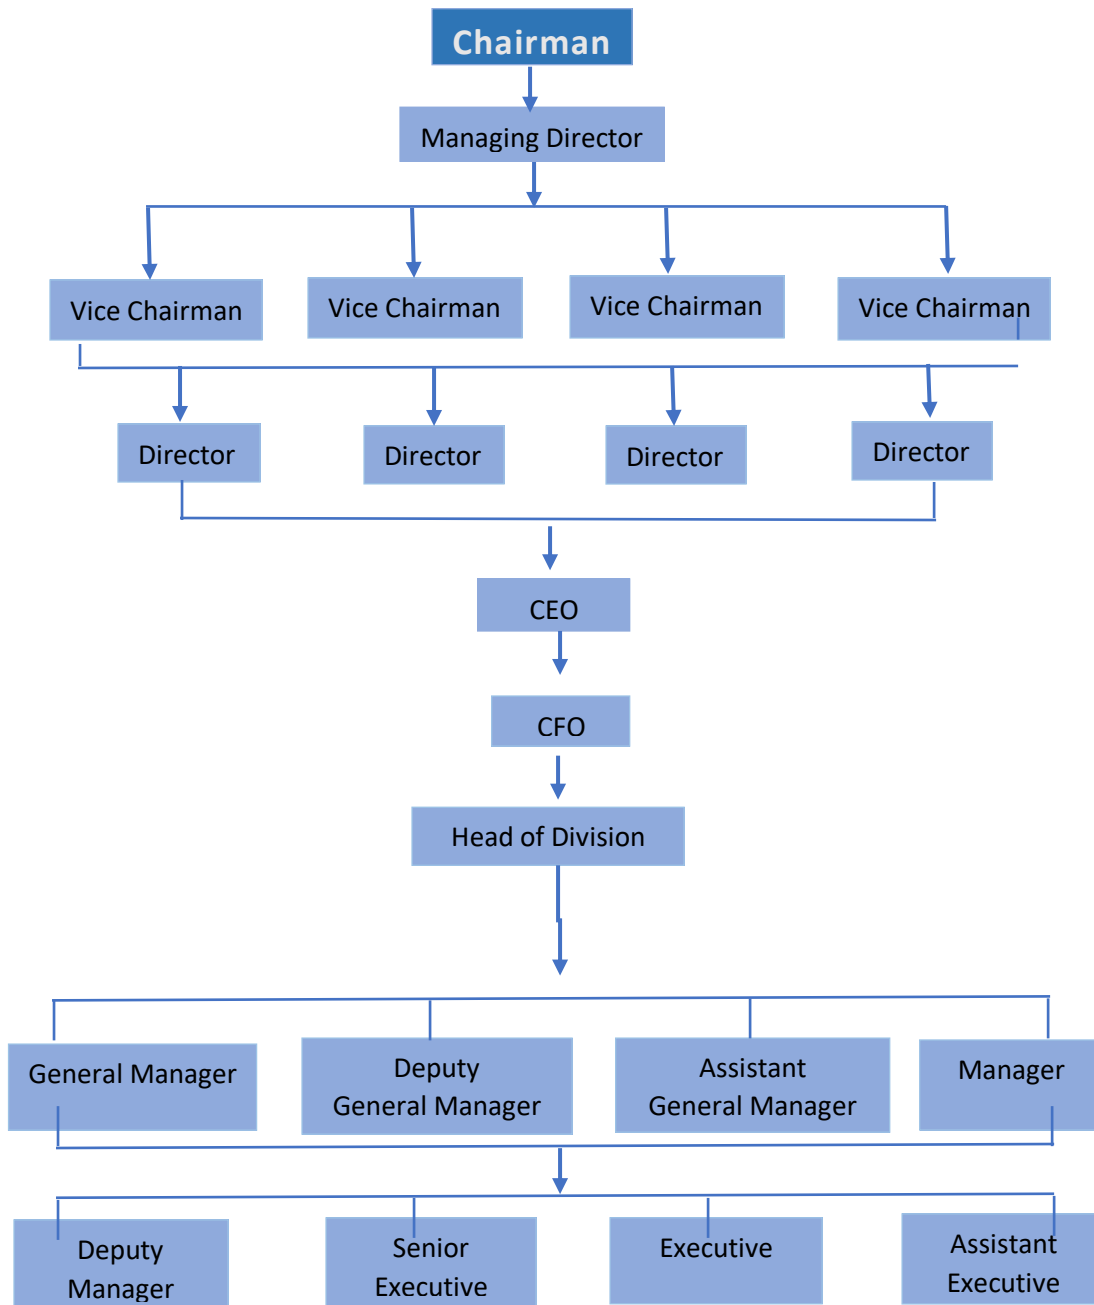 Chairman
Managing Director
Vice Chairman
Vice Chairman
Vice Chairman
Vice Chairman
Director
Director
Director
Director
CEO
CFO
Head of Division
General Manager
Deputy
General Manager
Assistant
General Manager
Manager
Deputy
Manager
Senior
Executive
Executive
Assistant
Executive